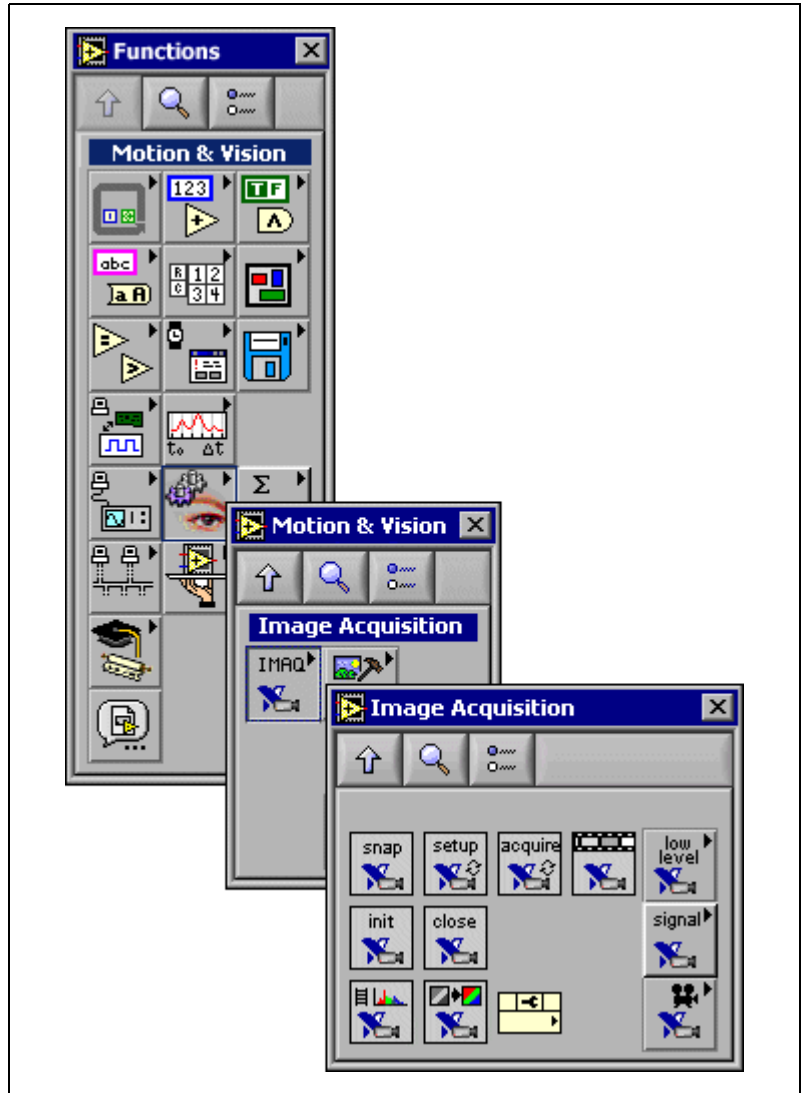 Functions
Motion & Vision
123
T F
abc
a A
R 1 2
C 3 4
t₀ Δt
Σ
Motion & Vision
Image Acquisition
IMAQ
Image Acquisition
snap
setup
acquire
low level
init
close
signal